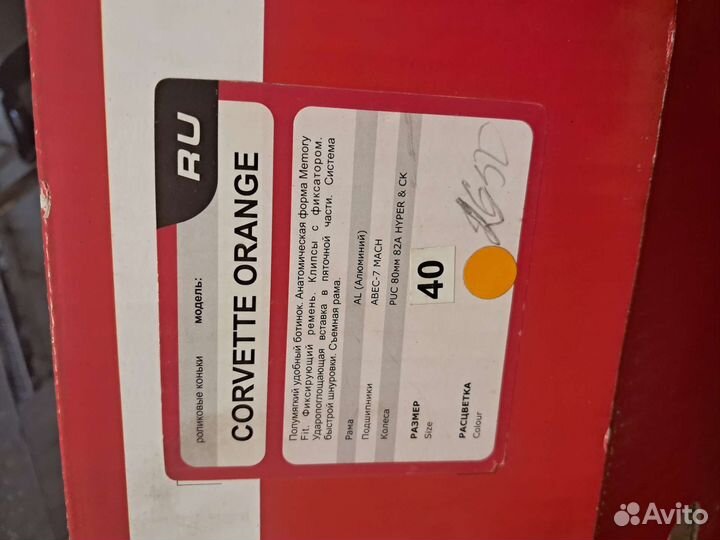 RU
роликовые коньки модель:
CORVETTE ORANGE
Полумягкий удобный ботинок. Анатомическая форма Memory
Fit. Фиксирующий ремень. Клипсы с фиксатором.
Ударопоглощающая вставка в пяточной части. Система
быстрой шнуровки. Съемная рама.
Рама AL (Алюминий)
Подшипники ABEC-7 MACH
Колеса PUC 80мм 82A HYPER & CK
РАЗМЕР 40
Size
РАСЦВЕТКА
Colour
Avito